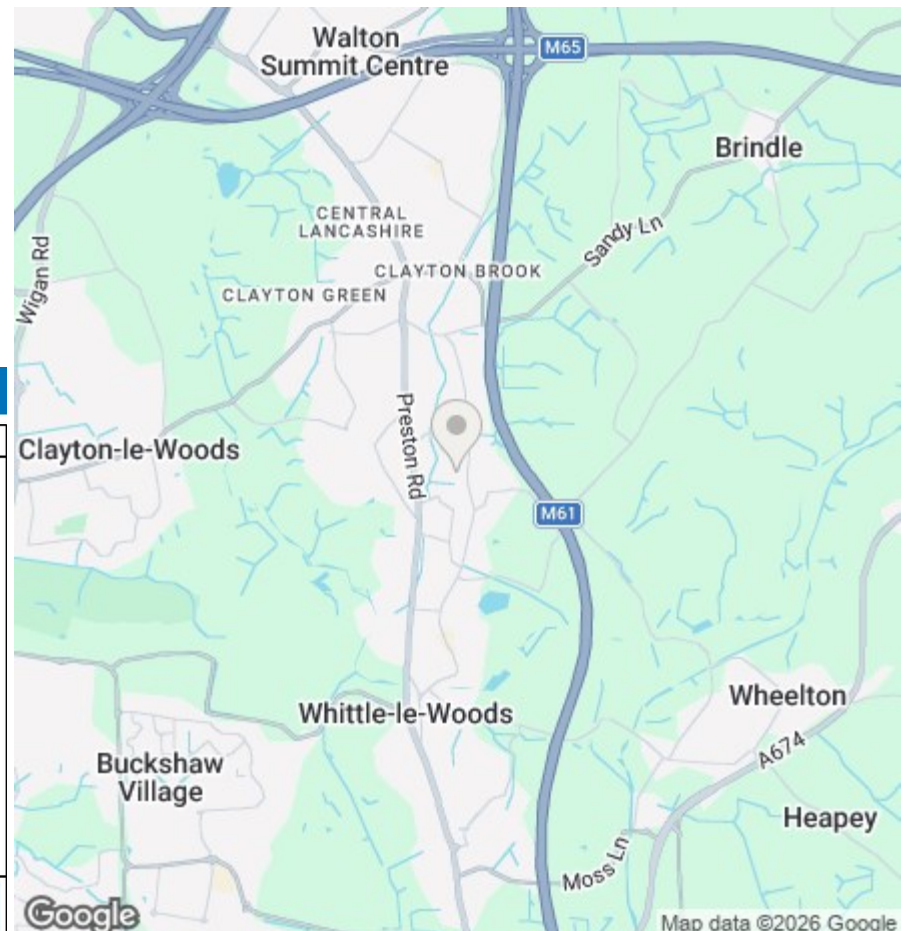 Walton
Summit Centre
M65
Brindle
CENTRAL
LANCASHIRE
Sandy Ln
CLAYTON BROOK
CLAYTON GREEN
Wigan Rd
Preston Rd
Clayton-le-Woods
M61
Wheelton
Whittle-le-Woods
A674
Buckshaw
Village
Heapey
Moss Ln
Google
Map data ©2026 Google